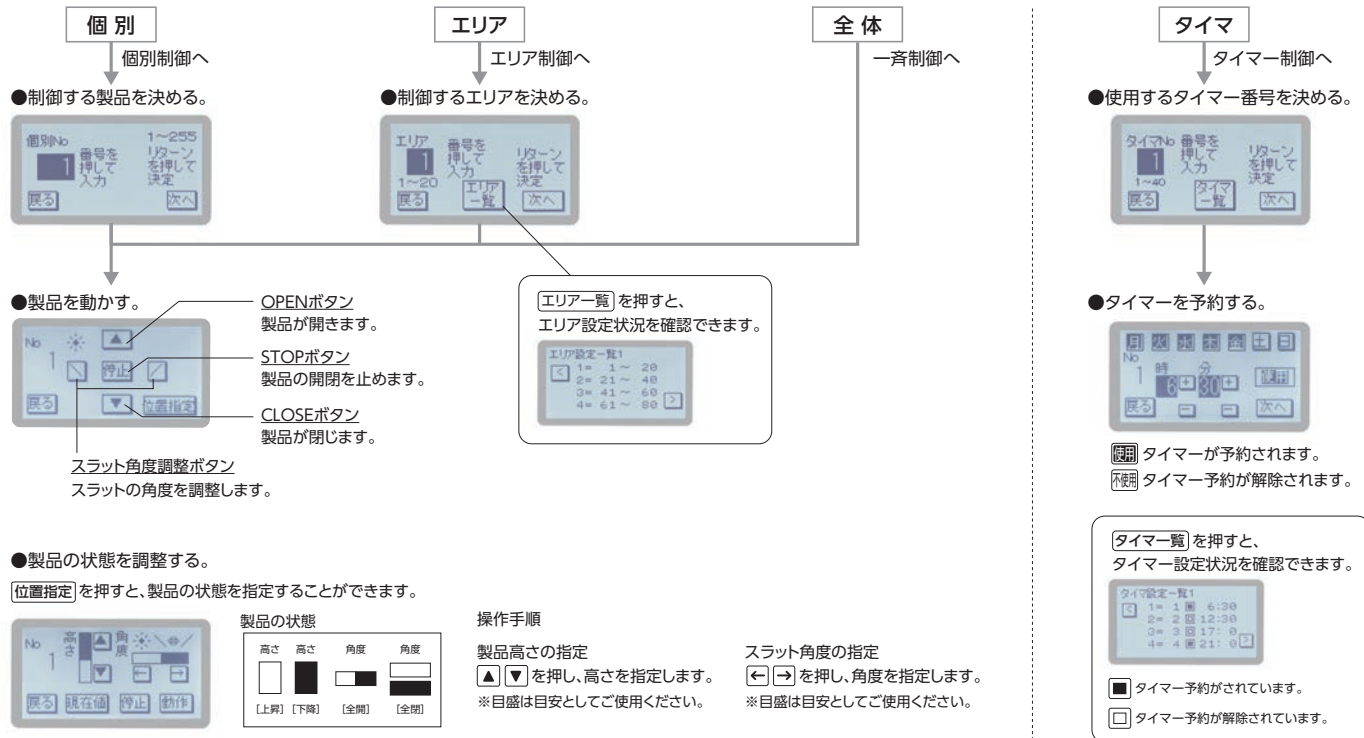 個 別
個別制御へ
●制御する製品を決める。
個別No
1
番号を
押して
入力
1～255
リターン
を押して
決定
戻る
次へ
エリア
エリア制御へ
●制御するエリアを決める。
エリア
1
1～20
番号を
押して
入力
リターン
を押して
決定
戻る
エリア
一覧
次へ
全 体
一斉制御へ
●製品を動かす。
No
1
▲
停止
▼
戻る
位置指定
OPENボタン
製品が開きます。
STOPボタン
製品の開閉を止めます。
CLOSEボタン
製品が閉じます。
スラット角度調整ボタン
スラットの角度を調整します。
エリア一覧 を押すと、
エリア設定状況を確認できます。
エリア設定一覧1
<
1= 1～ 20
2= 21～ 40
3= 41～ 60
4= 61～ 80
>
●製品の状態を調整する。
位置指定 を押すと、製品の状態を指定することができます。
No
1
高さ
▲
▼
角度
←
→
戻る
現在値
停止
動作
製品の状態
高さ 高さ 角度 角度
[上昇] [下降] [全開] [全閉]
操作手順
製品高さの指定
▲ ▼ を押し、高さを指定します。
※目盛は目安としてご使用ください。
スラット角度の指定
← → を押し、角度を指定します。
※目盛は目安としてご使用ください。
タイマ
タイマー制御へ
●使用するタイマー番号を決める。
タイマNo
1
1～40
番号を
押して
入力
リターン
を押して
決定
戻る
タイマ
一覧
次へ
●タイマーを予約する。
月 火 水 木 金 土 日
No
1
時
6
+
分
30
+
使用
戻る
－
－
次へ
使用 タイマーが予約されます。
不使用 タイマー予約が解除されます。
タイマ一覧 を押すと、
タイマー設定状況を確認できます。
タイマ設定一覧1
<
1= 1 ■ 6:30
2= 2 回 12:30
3= 3 回 17: 0
4= 4 ■ 21: 0
>
■ タイマー予約がされています。
□ タイマー予約が解除されています。